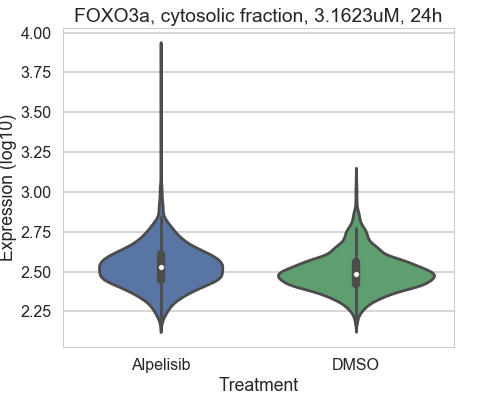 FOXO3a, cytosolic fraction, 3.1623uM, 24h
4.00
3.75
3.50
3.25
3.00
2.75
2.50
2.25
Expression (log10)
Alpelisib
DMSO
Treatment